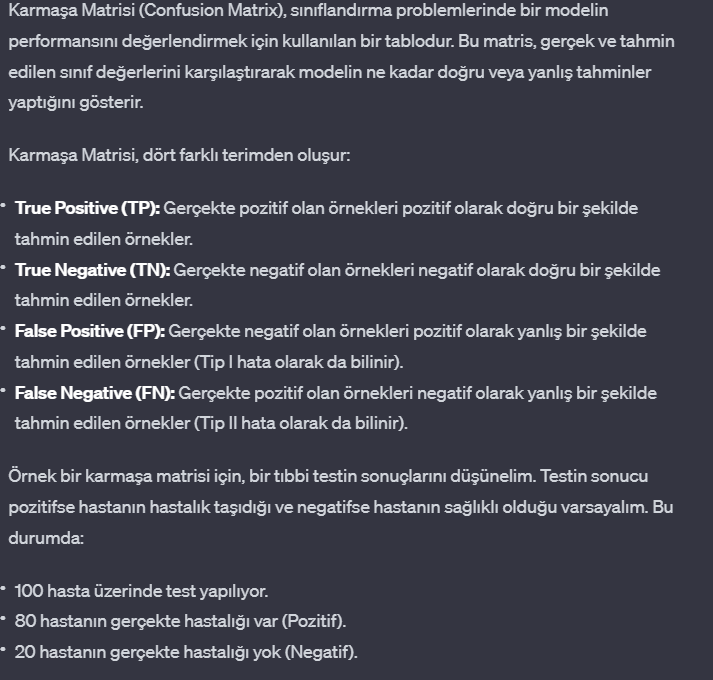 Karmaşa Matrisi (Confusion Matrix), sınıflandırma problemlerinde bir modelin
performansını değerlendirmek için kullanılan bir tablodur. Bu matris, gerçek ve tahmin
edilen sınıf değerlerini karşılaştırarak modelin ne kadar doğru veya yanlış tahminler
yaptığını gösterir.
Karmaşa Matrisi, dört farklı terimden oluşur:
• True Positive (TP): Gerçekte pozitif olan örnekleri pozitif olarak doğru bir şekilde
tahmin edilen örnekler.
• True Negative (TN): Gerçekte negatif olan örnekleri negatif olarak doğru bir şekilde
tahmin edilen örnekler.
• False Positive (FP): Gerçekte negatif olan örnekleri pozitif olarak yanlış bir şekilde
tahmin edilen örnekler (Tip I hata olarak da bilinir).
• False Negative (FN): Gerçekte pozitif olan örnekleri negatif olarak yanlış bir şekilde
tahmin edilen örnekler (Tip II hata olarak da bilinir).
Örnek bir karmaşa matrisi için, bir tıbbi testin sonuçlarını düşünelim. Testin sonucu
pozitifse hastanın hastalık taşıdığı ve negatifse hastanın sağlıklı olduğu varsayalım. Bu
durumda:
• 100 hasta üzerinde test yapılıyor.
• 80 hastanın gerçekte hastalığı var (Pozitif).
• 20 hastanın gerçekte hastalığı yok (Negatif).